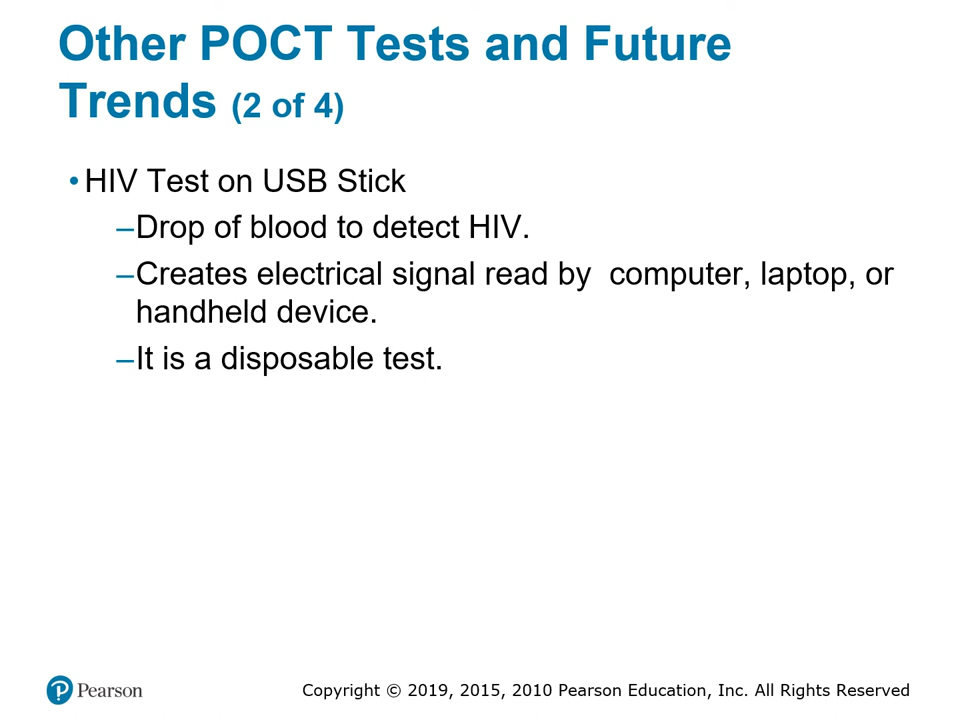 Other POCT Tests and Future
Trends (2 of 4)
• HIV Test on USB Stick
–Drop of blood to detect HIV.
–Creates electrical signal read by  computer, laptop, or
handheld device.
–It is a disposable test.
Pearson
Copyright © 2019, 2015, 2010 Pearson Education, Inc. All Rights Reserved